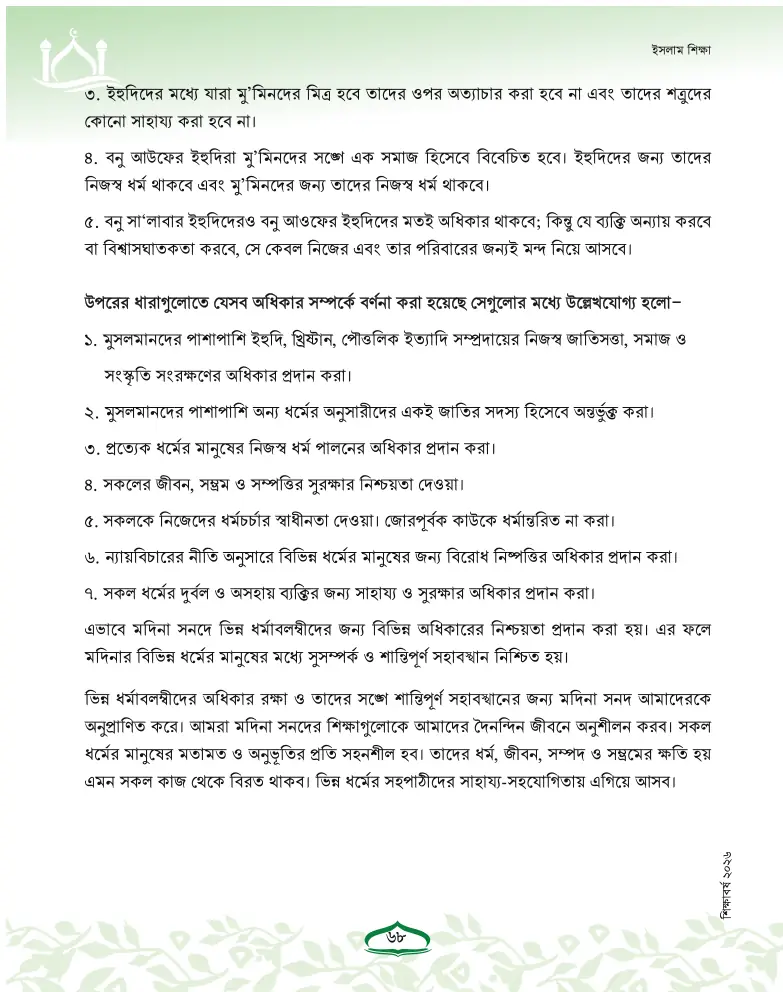 ইসলাম শিক্ষা
৩. ইহুদিদের মধ্যে যারা মু’মিনদের মিত্র হবে তাদের ওপর অত্যাচার করা হবে না এবং তাদের শত্রুদের
কোনো সাহায্য করা হবে না।
৪. বনু আউফের ইহুদিরা মু’মিনদের সঙ্গে এক সমাজ হিসেবে বিবেচিত হবে। ইহুদিদের জন্য তাদের
নিজস্ব ধর্ম থাকবে এবং মু’মিনদের জন্য তাদের নিজস্ব ধর্ম থাকবে।
৫. বনু সা‘লাবার ইহুদিদেরও বনু আওফের ইহুদিদের মতই অধিকার থাকবে; কিন্তু যে ব্যক্তি অন্যায় করবে
বা বিশ্বাসঘাতকতা করবে, সে কেবল নিজের এবং তার পরিবারের জন্যই মন্দ নিয়ে আসবে।
উপরের ধারাগুলোতে যেসব অধিকার সম্পর্কে বর্ণনা করা হয়েছে সেগুলোর মধ্যে উল্লেখযোগ্য হলো–
১. মুসলমানদের পাশাপাশি ইহুদি, খ্রিষ্টান, পৌত্তলিক ইত্যাদি সম্প্রদায়ের নিজস্ব জাতিসত্তা, সমাজ ও
সংস্কৃতি সংরক্ষণের অধিকার প্রদান করা।
২. মুসলমানদের পাশাপাশি অন্য ধর্মের অনুসারীদের একই জাতির সদস্য হিসেবে অন্তর্ভুক্ত করা।
৩. প্রত্যেক ধর্মের মানুষের নিজস্ব ধর্ম পালনের অধিকার প্রদান করা।
৪. সকলের জীবন, সম্ভ্রম ও সম্পত্তির সুরক্ষার নিশ্চয়তা দেওয়া।
৫. সকলকে নিজেদের ধর্মচর্চার স্বাধীনতা দেওয়া। জোরপূর্বক কাউকে ধর্মান্তরিত না করা।
৬. ন্যায়বিচারের নীতি অনুসারে বিভিন্ন ধর্মের মানুষের জন্য বিরোধ নিষ্পত্তির অধিকার প্রদান করা।
৭. সকল ধর্মের দুর্বল ও অসহায় ব্যক্তির জন্য সাহায্য ও সুরক্ষার অধিকার প্রদান করা।
এভাবে মদিনা সনদে ভিন্ন ধর্মাবলম্বীদের জন্য বিভিন্ন অধিকারের নিশ্চয়তা প্রদান করা হয়। এর ফলে
মদিনার বিভিন্ন ধর্মের মানুষের মধ্যে সুসম্পর্ক ও শান্তিপূর্ণ সহাবস্থান নিশ্চিত হয়।
ভিন্ন ধর্মাবলম্বীদের অধিকার রক্ষা ও তাদের সঙ্গে শান্তিপূর্ণ সহাবস্থানের জন্য মদিনা সনদ আমাদেরকে
অনুপ্রাণিত করে। আমরা মদিনা সনদের শিক্ষাগুলোকে আমাদের দৈনন্দিন জীবনে অনুশীলন করব। সকল
ধর্মের মানুষের মতামত ও অনুভূতির প্রতি সহনশীল হব। তাদের ধর্ম, জীবন, সম্পদ ও সম্ভ্রমের ক্ষতি হয়
এমন সকল কাজ থেকে বিরত থাকব। ভিন্ন ধর্মের সহপাঠীদের সাহায্য-সহযোগিতায় এগিয়ে আসব।
শিক্ষাবর্ষ ২০২৬
৬৮